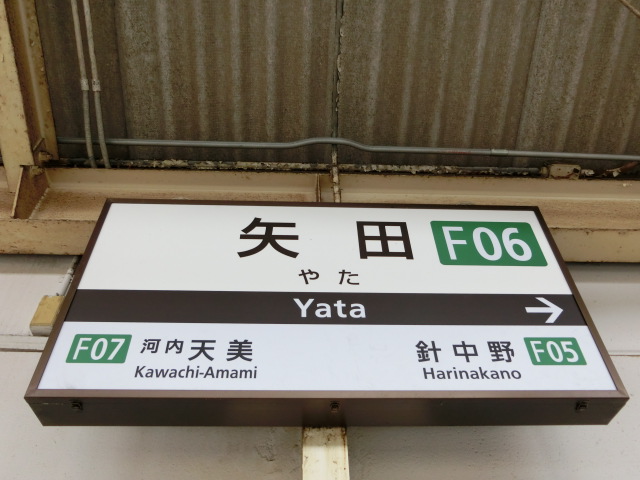 矢田 F06
やた
Yata →
F07 河内天美 針中野 F05
Kawachi-Amami Harinakano